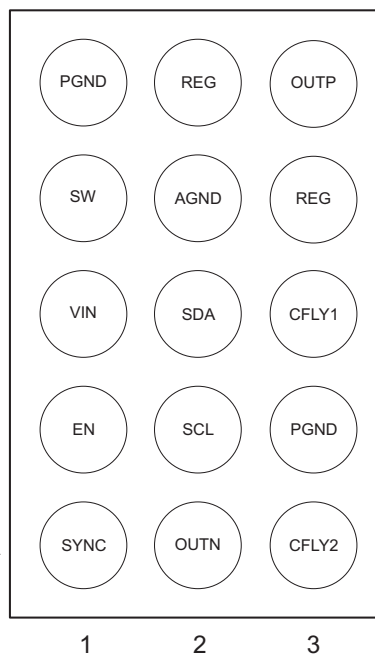 PGND REG OUTP
SW AGND REG
VIN SDA CFLY1
EN SCL PGND
SYNC OUTN CFLY2
1 2 3